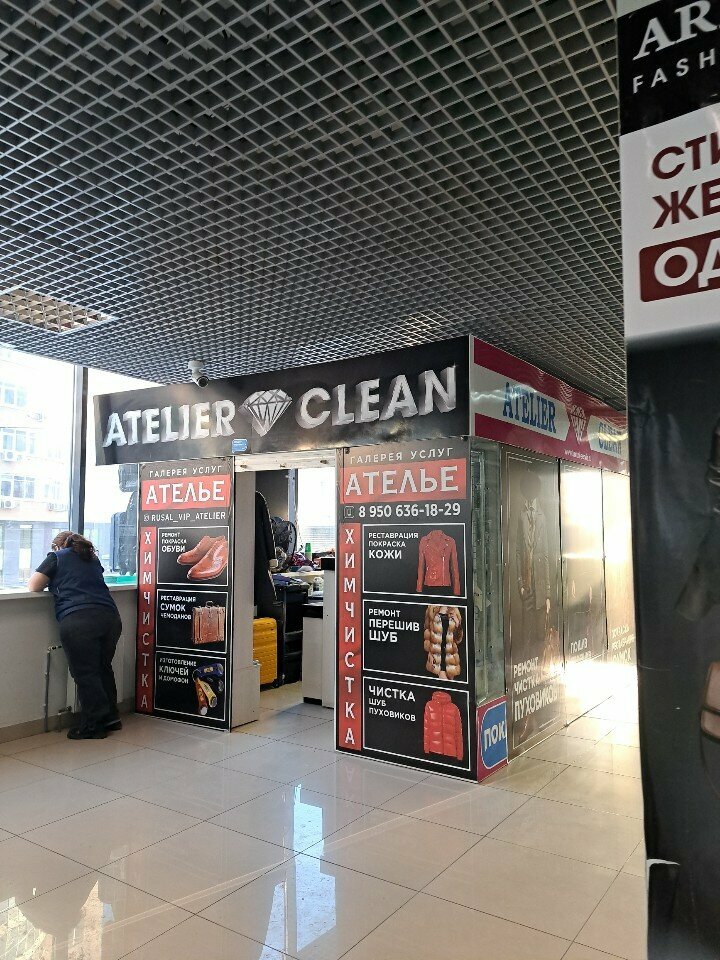 ATELIER CLEAN
ГАЛЕРЕЯ УСЛУГ
АТЕЛЬЕ
RUSAL_VIP_ATELIER
ХИМЧИСТКА
РЕМОНТ
ПОКРАСКА
ОБУВИ
РЕСТАВРАЦИЯ
СУМОК
ЧЕМОДАНОВ
ИЗГОТОВЛЕНИЕ
КЛЮЧЕЙ
И ДОМОФОН
ГАЛЕРЕЯ УСЛУГ
АТЕЛЬЕ
8 950 636-18-29
ХИМЧИСТКА
РЕСТАВРАЦИЯ
ПОКРАСКА
КОЖИ
РЕМОНТ
ПЕРЕШИВ
ШУБ
ЧИСТКА
ШУБ
ПУХОВИКОВ
ATELIER
РЕМОНТ
ЧИСТКА
ПУХОВИКОВ
ПОК
AR
FASH
СТИ
ЖЕ
ОД